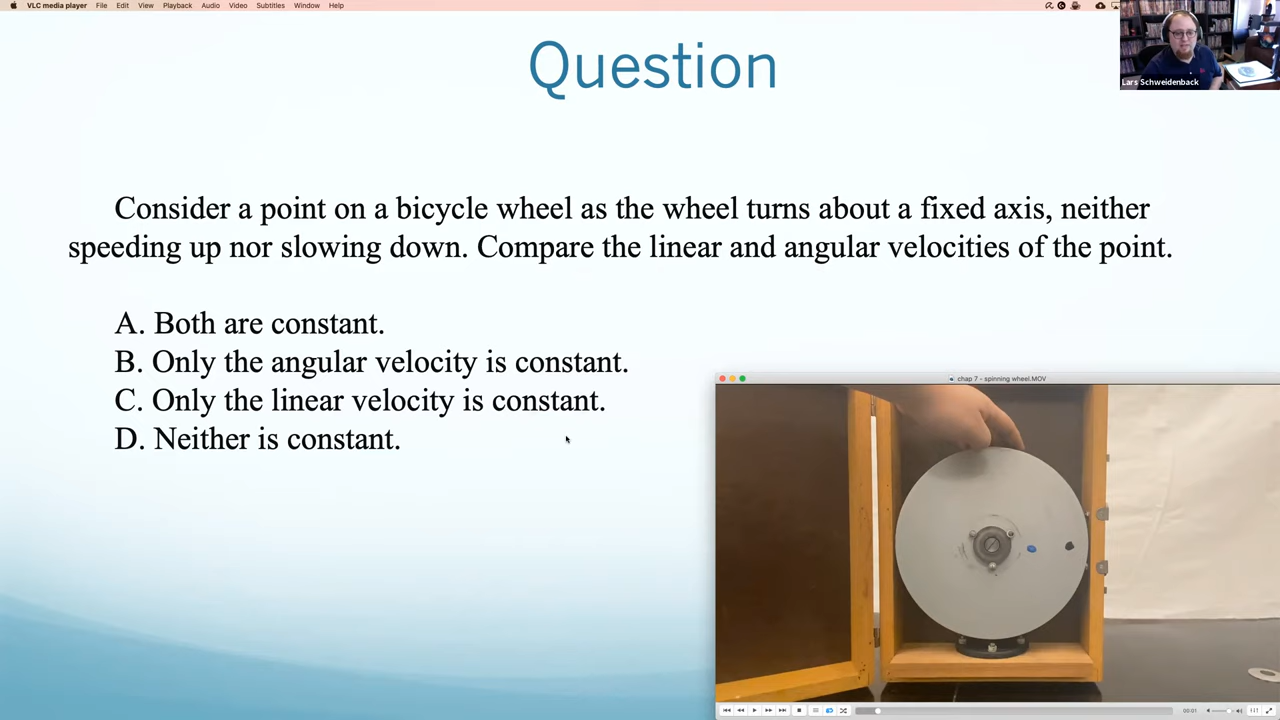 VLC media player File Edit View Playback Audio Video Subtitles Window Help
Lars Schweidenback
Question
Consider a point on a bicycle wheel as the wheel turns about a fixed axis, neither
speeding up nor slowing down. Compare the linear and angular velocities of the point.
A. Both are constant.
B. Only the angular velocity is constant.
C. Only the linear velocity is constant.
D. Neither is constant.
chap 7 - spinning wheel.MOV
00:01